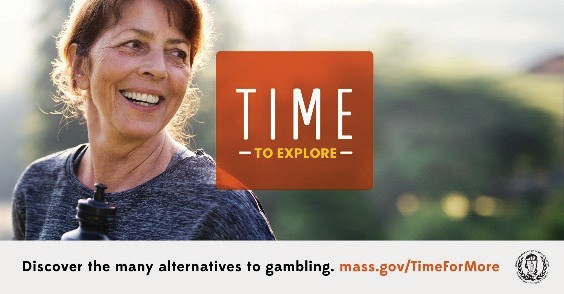 TIME
— TO EXPLORE —
Discover the many alternatives to gambling. mass.gov/TimeForMore